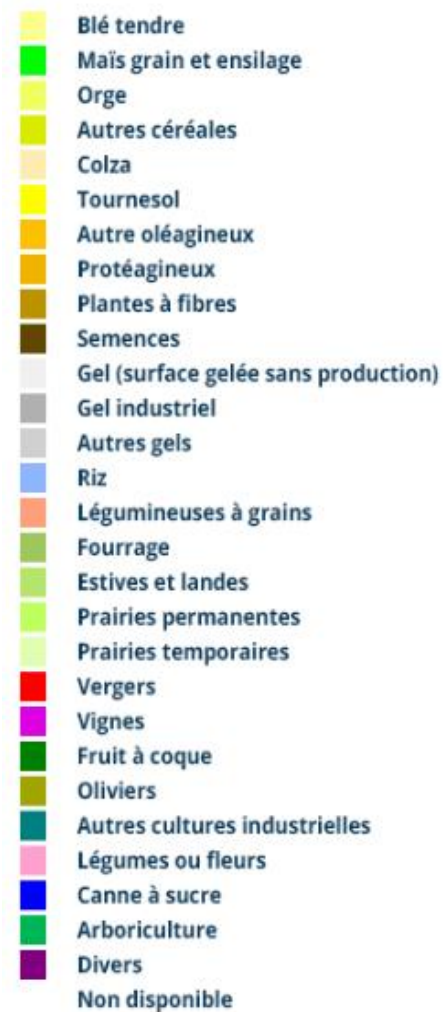 Blé tendre
Maïs grain et ensilage
Orge
Autres céréales
Colza
Tournesol
Autre oléagineux
Protéagineux
Plantes à fibres
Semences
Gel (surface gelée sans production)
Gel industriel
Autres gels
Riz
Légumineuses à grains
Fourrage
Estives et landes
Prairies permanentes
Prairies temporaires
Vergers
Vignes
Fruit à coque
Oliviers
Autres cultures industrielles
Légumes ou fleurs
Canne à sucre
Arboriculture
Divers
Non disponible